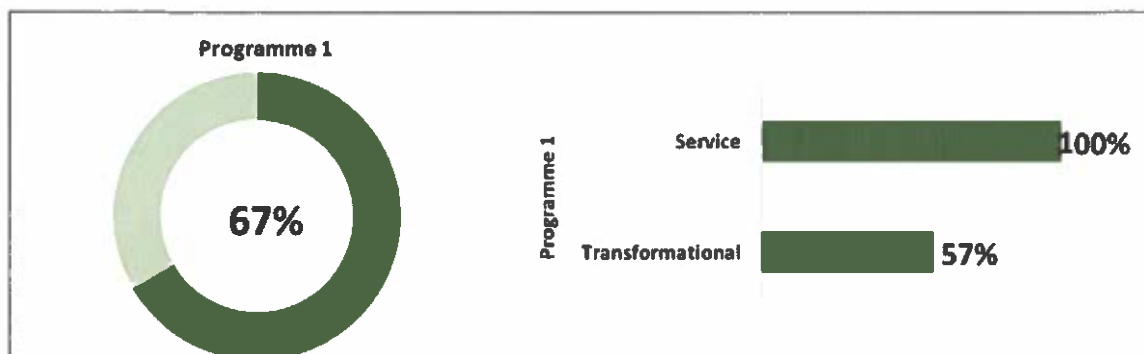 Programme 1
67%
Programme 1
Service
100%
Transformational
57%